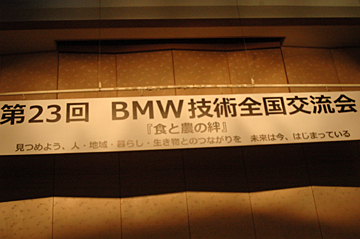 第23回 BMW技術全国交流会
『食と農の絆』
見つめよう、人・地域・暮らし・生き物とのつながりを 未来は今、はじまっている